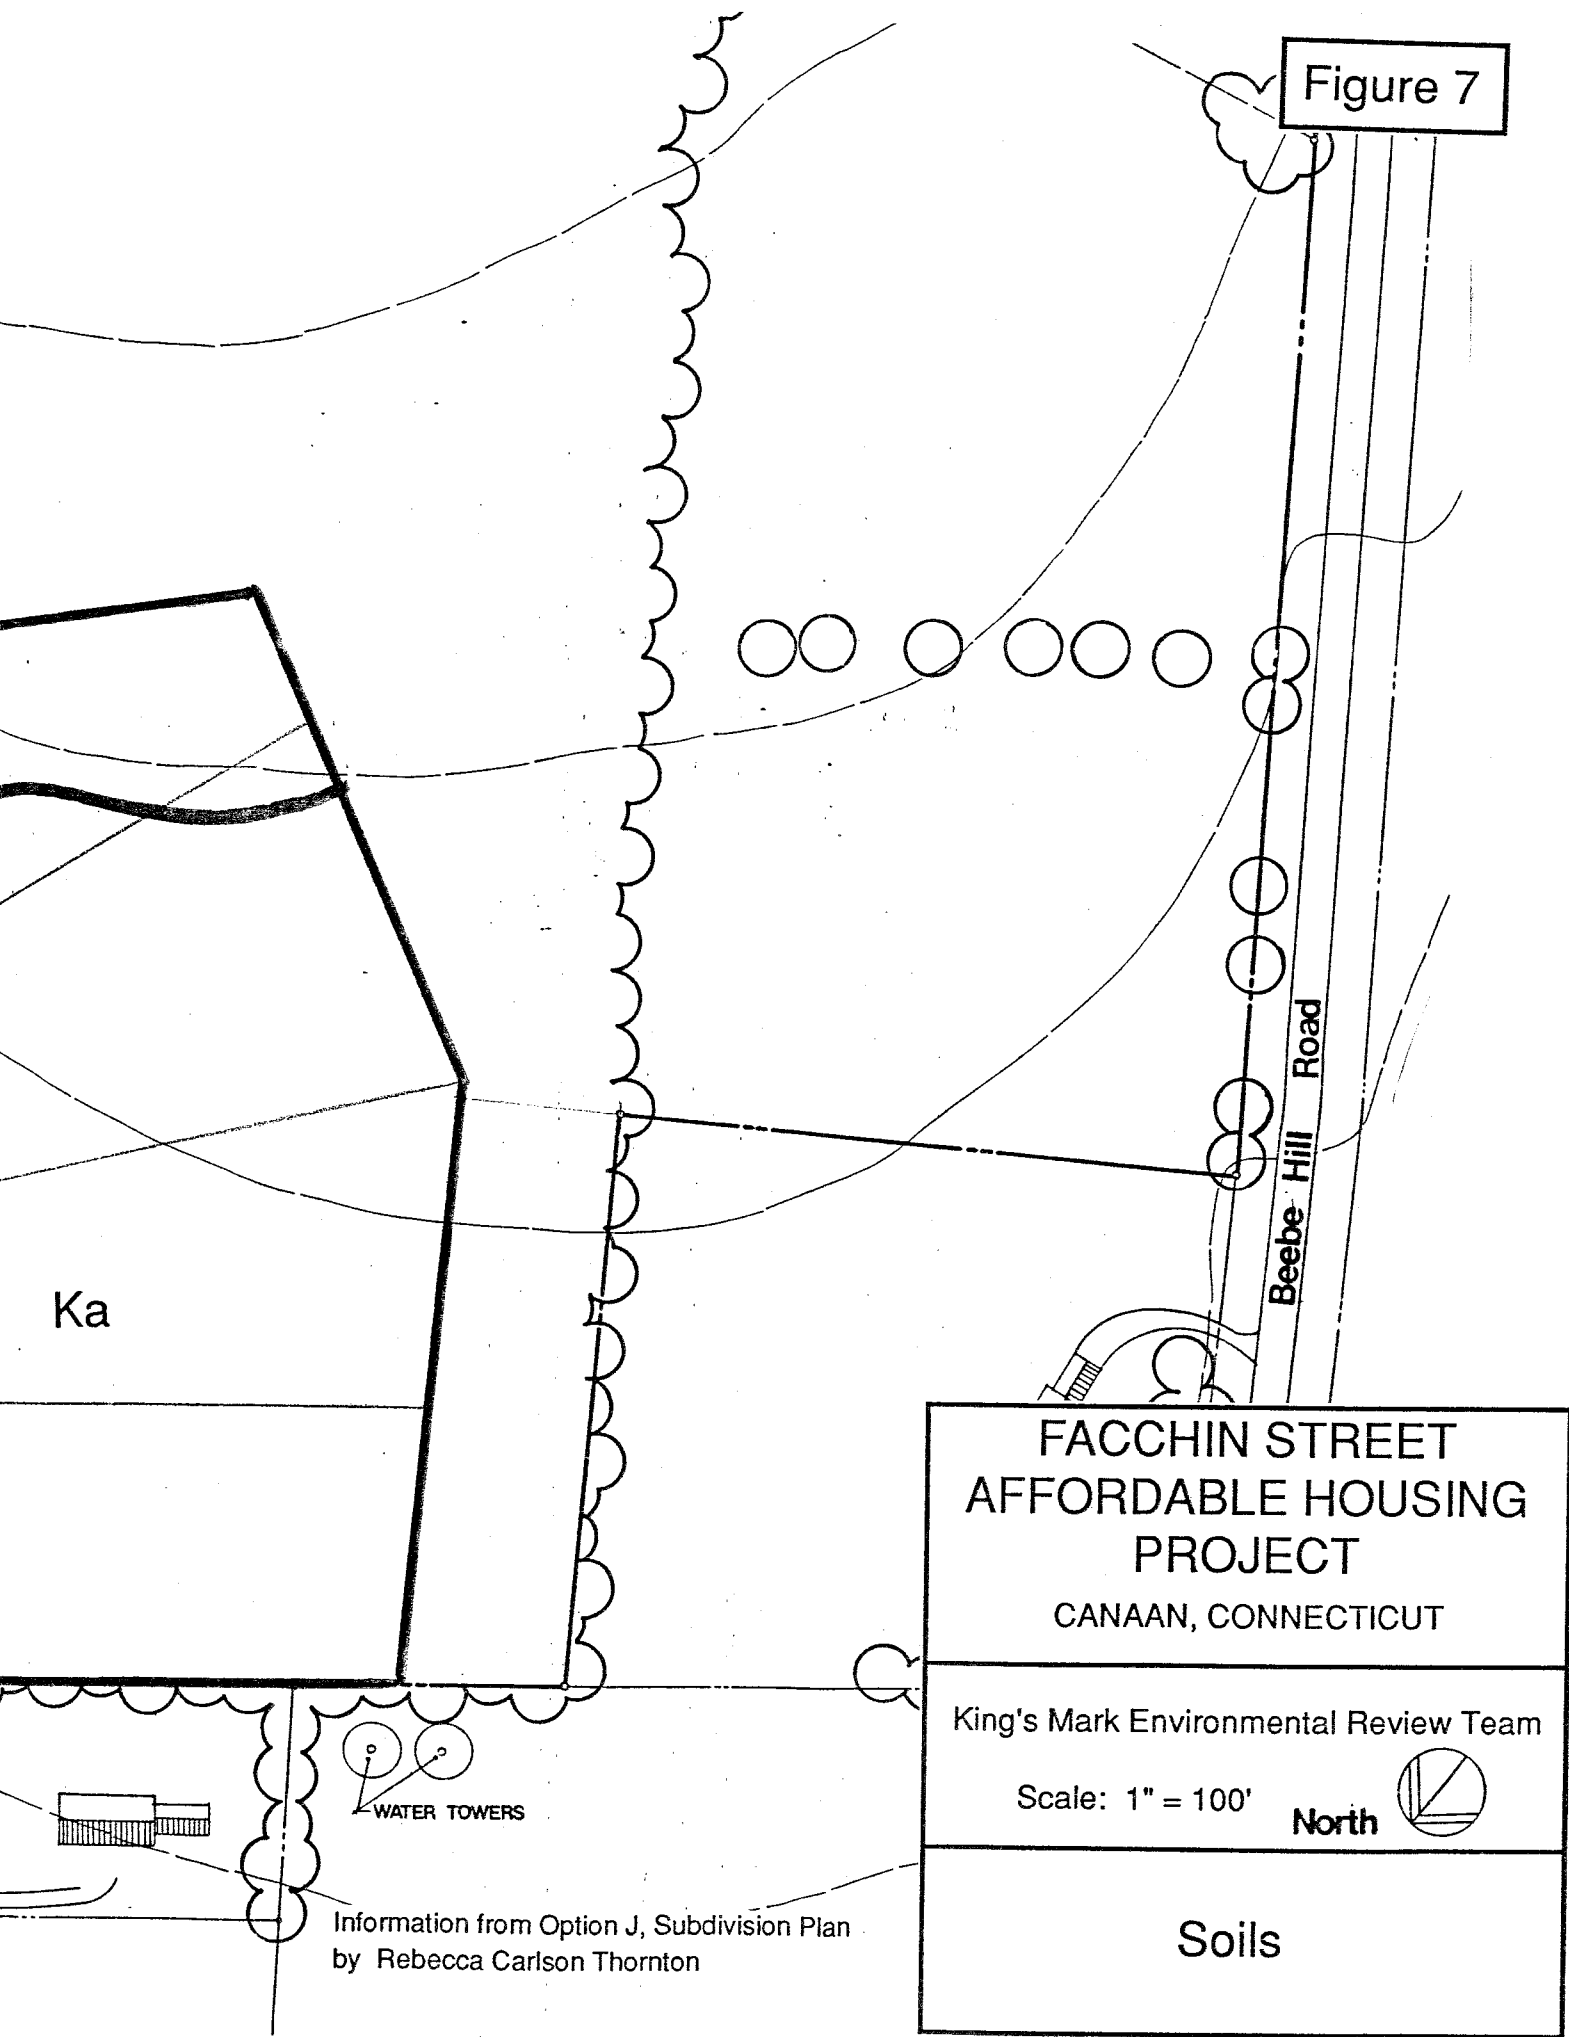 Figure 7
Beebe Hill Road
Ka
FACCHIN STREET
AFFORDABLE HOUSING
PROJECT
CANAAN, CONNECTICUT
King's Mark Environmental Review Team
Scale: 1" = 100'
North
WATER TOWERS
Information from Option J, Subdivision Plan
by Rebecca Carlson Thornton
Soils